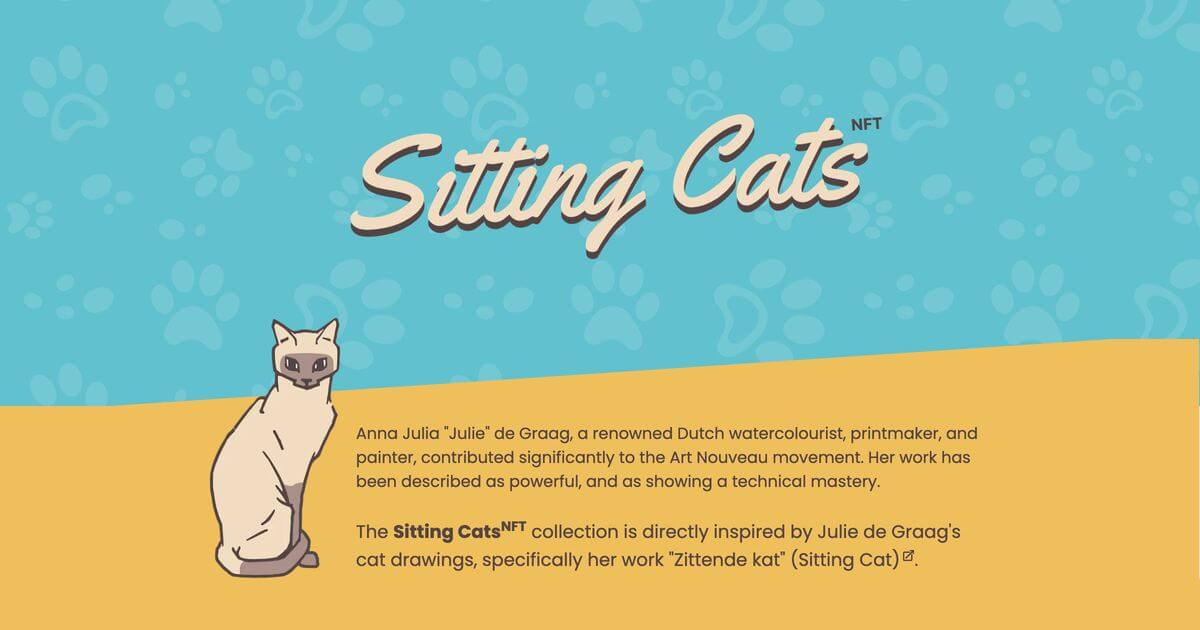 Sitting Cats NFT
Anna Julia "Julie" de Graag, a renowned Dutch watercolourist, printmaker, and
painter, contributed significantly to the Art Nouveau movement. Her work has
been described as powerful, and as showing a technical mastery.
The Sitting CatsNFT collection is directly inspired by Julie de Graag's
cat drawings, specifically her work "Zittende kat" (Sitting Cat).